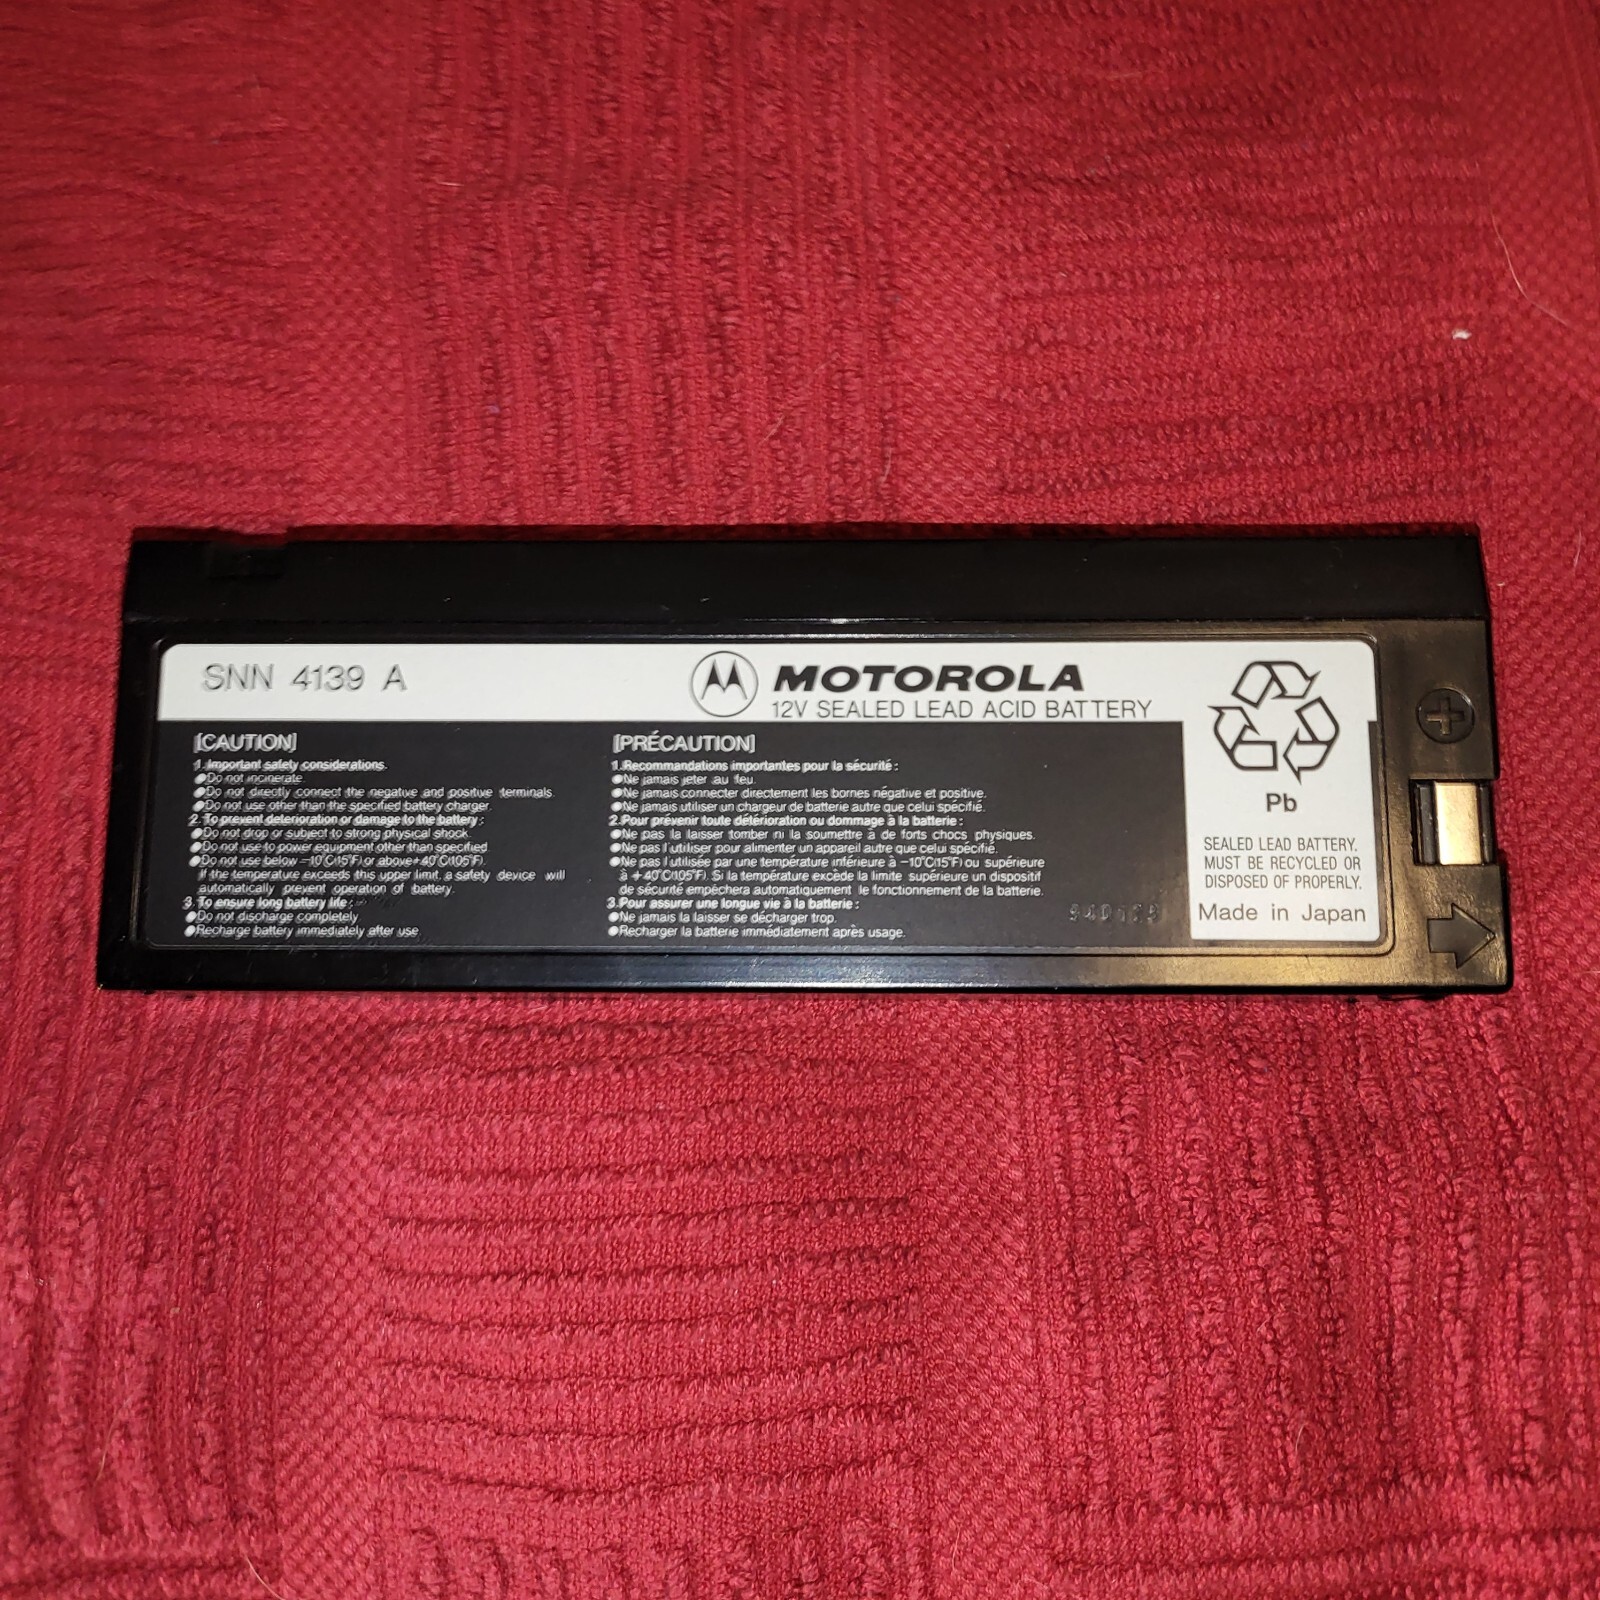 SNN 4139 A
MOTOROLA
12V SEALED LEAD ACID BATTERY
[CAUTION]
1. Important safety considerations.
●Do not incinerate.
●Do not directly connect the negative and positive terminals.
●Do not use other than the specified battery charger.
2. To prevent deterioration or damage to the battery :
●Do not drop or subject to strong physical shock.
●Do not use to power equipment other than specified.
●Do not use below −10°C(15°F) or above+40°C(105°F).
If the temperature exceeds this upper limit, a safety device will
automatically prevent operation of battery.
3. To ensure long battery life :
●Do not discharge completely.
●Recharge battery immediately after use.
[PRÉCAUTION]
1.Recommandations importantes pour la sécurité :
●Ne jamais jeter au feu.
●Ne jamais connecter directement les bornes négative et positive.
●Ne jamais utiliser un chargeur de batterie autre que celui spécifié.
2.Pour prévenir toute détérioration ou dommage à la batterie :
●Ne pas la laisser tomber ni la soumettre à de forts chocs physiques.
●Ne pas l'utiliser pour alimenter un appareil autre que celui spécifié.
●Ne pas l'utilisée par une température inférieure à −10°C(15°F) ou supérieure
à +40°C(105°F). Si la température excède la limite supérieure un dispositif
de sécurité empêchera automatiquement le fonctionnement de la batterie.
3.Pour assurer une longue vie à la batterie :
●Ne jamais la laisser se décharger trop.
●Recharger la batterie immédiatement après usage.
Pb
SEALED LEAD BATTERY.
MUST BE RECYCLED OR
DISPOSED OF PROPERLY.
Made in Japan
+